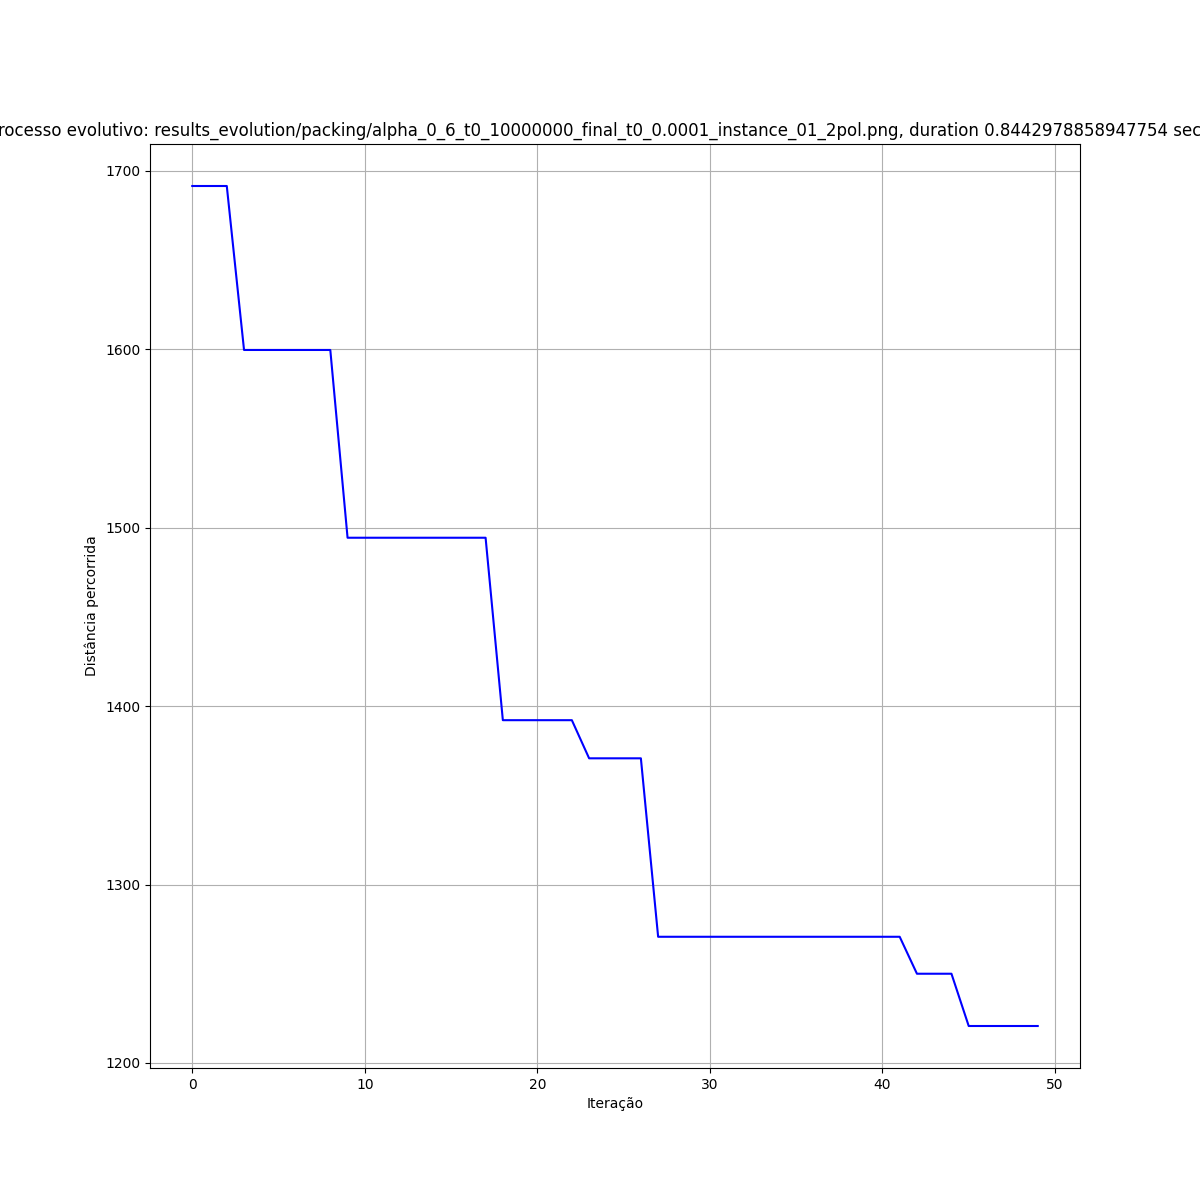 rocesso evolutivo: results_evolution/packing/alpha_0_6_t0_10000000_final_t0_0.0001_instance_01_2pol.png, duration 0.8442978858947754 sec
1700
1600
1500
1400
1300
1200
Distância percorrida
0 10 20 30 40 50
Iteração